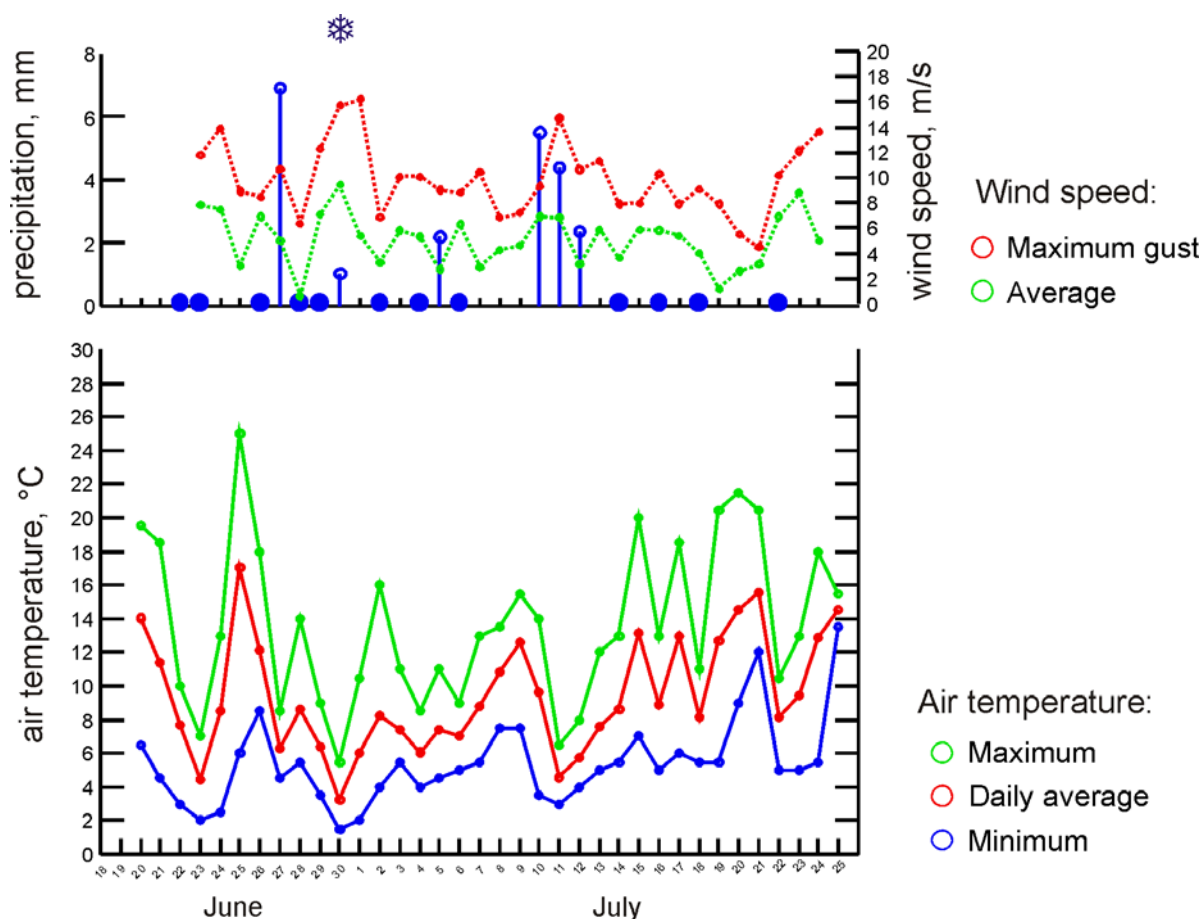 precipitation, mm
8
6
4
2
0
20
18
16
14
12
10
8
6
4
2
0
wind speed, m/s
Wind speed:
Maximum gust
Average
air temperature, °C
30
28
26
24
22
20
18
16
14
12
10
8
6
4
2
0
18 19 20 21 22 23 24 25 26 27 28 29 30 1 2 3 4 5 6 7 8 9 10 11 12 13 14 15 16 17 18 19 20 21 22 23 24 25
June July
Air temperature:
Maximum
Daily average
Minimum